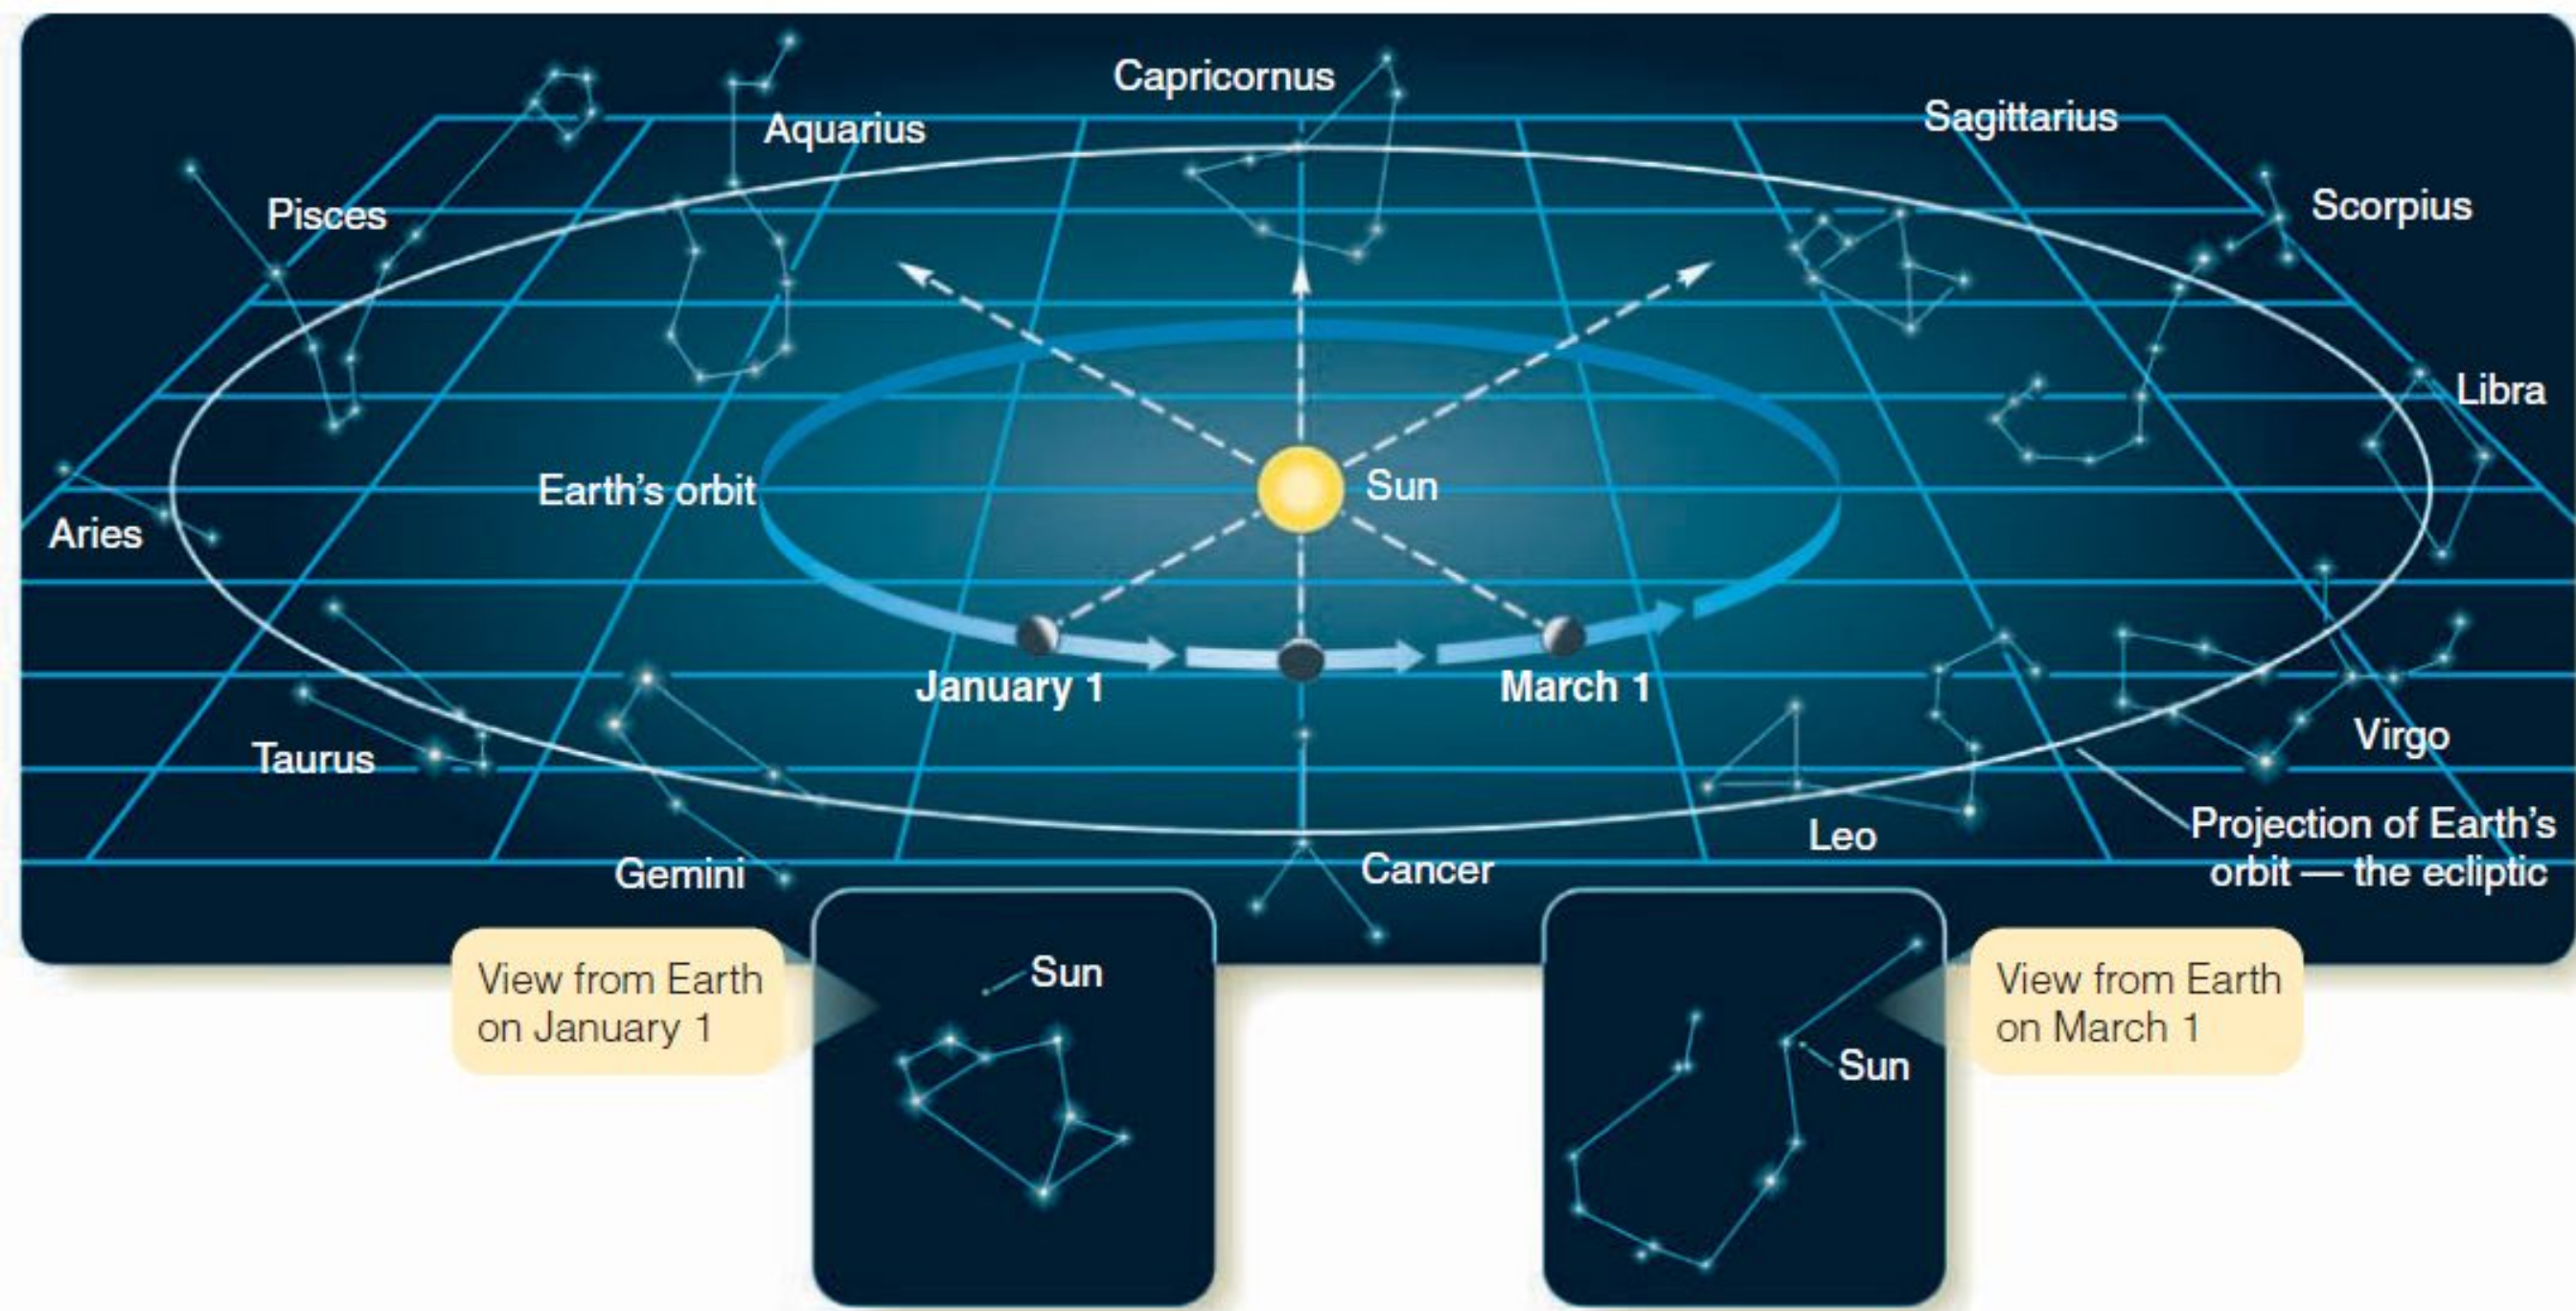 Capricornus
Sagittarius
Aquarius
Scorpius
Pisces
Libra
Sun
Earth's orbit
Aries
January 1
March 1
Virgo
Taurus
Projection of Earth's
orbit — the ecliptic
Leo
Cancer
Gemini
View from Earth
on January 1
Sun
View from Earth
on March 1
Sun